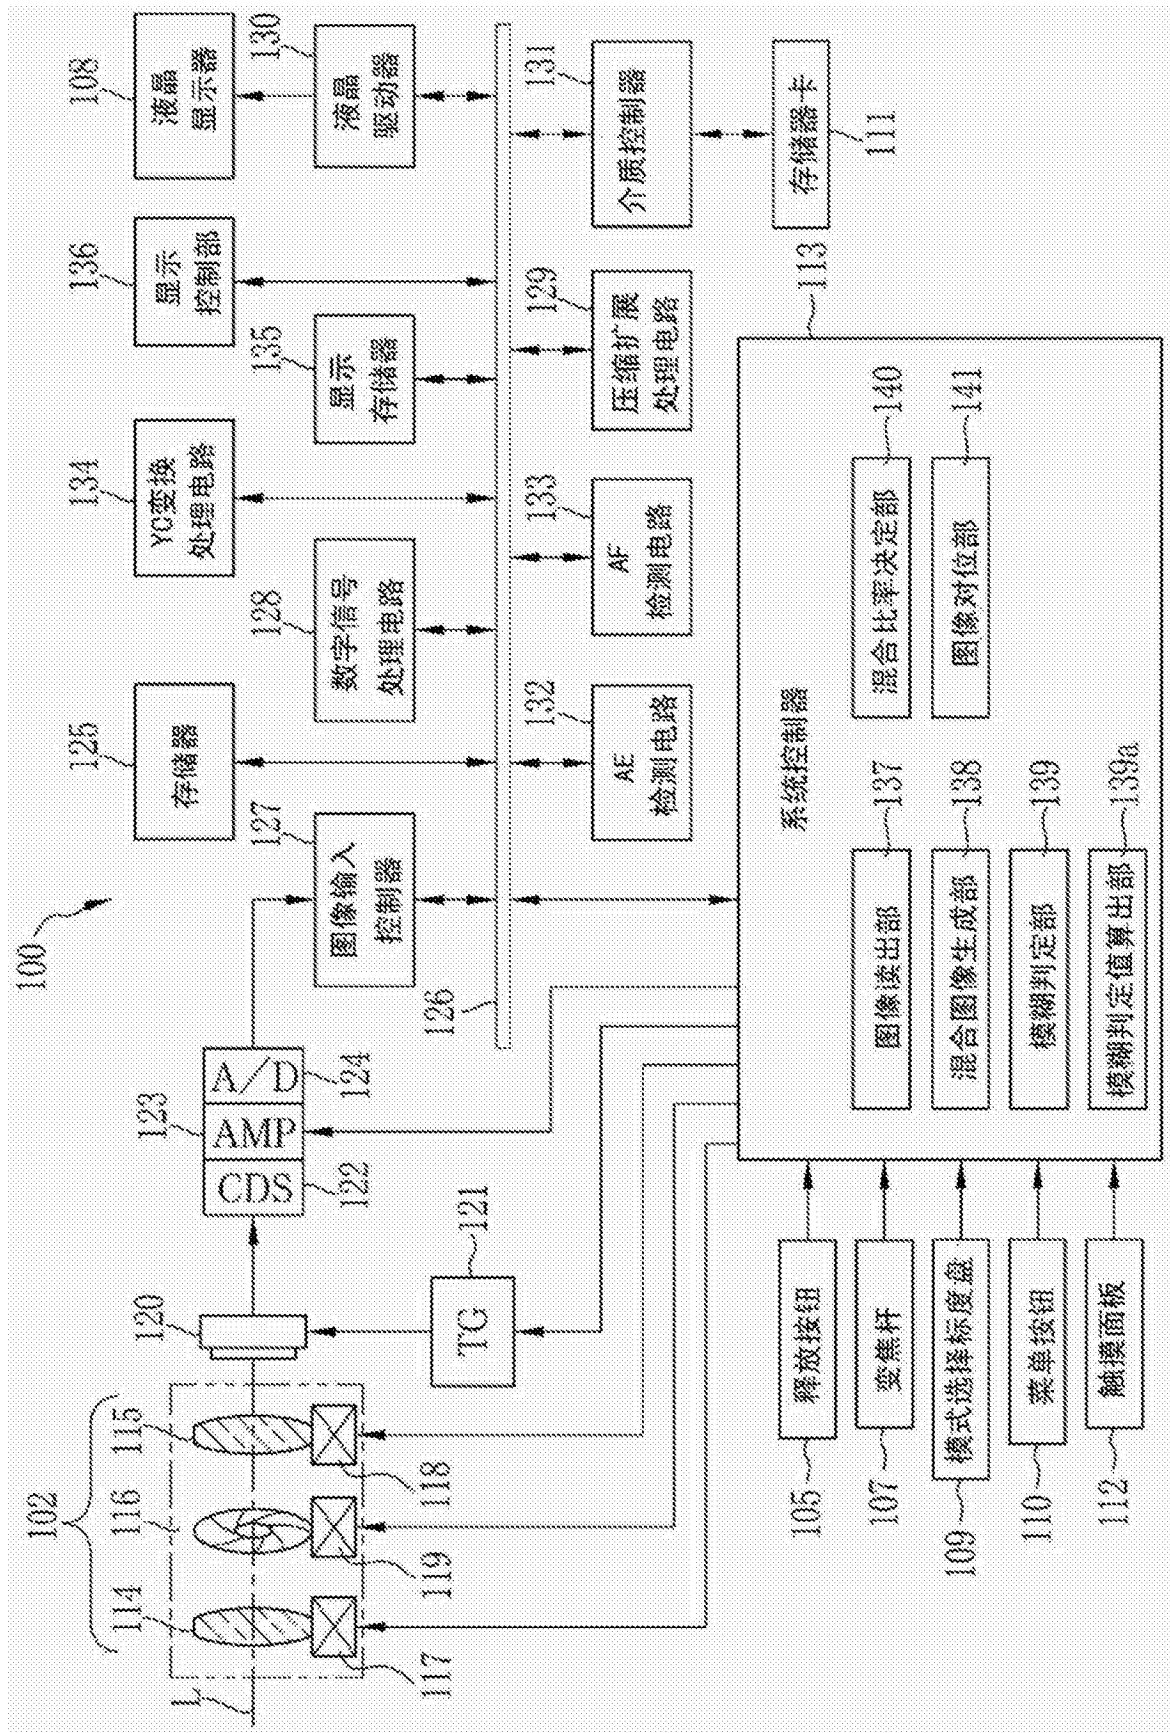 100
102
L
114
116
115
117
119
118
120
TG
121
CDS
AMP
A/D
122
123
124
125
存储器
134
YC变换
处理电路
136
显示
控制部
108
液晶
显示器
127
图像输入
控制器
128
数字信号
处理电路
135
显示
存储器
130
液晶
驱动器
126
132
AE
检测电路
133
AF
检测电路
129
压缩扩展
处理电路
131
介质控制器
存储器卡
111
113
系统控制器
图像读出部
137
混合图像生成部
138
模糊判定部
139
模糊判定值算出部
139a
混合比率决定部
140
图像对位部
141
105
释放按钮
107
变焦杆
109
模式选择标度盘
110
菜单按钮
112
触摸面板